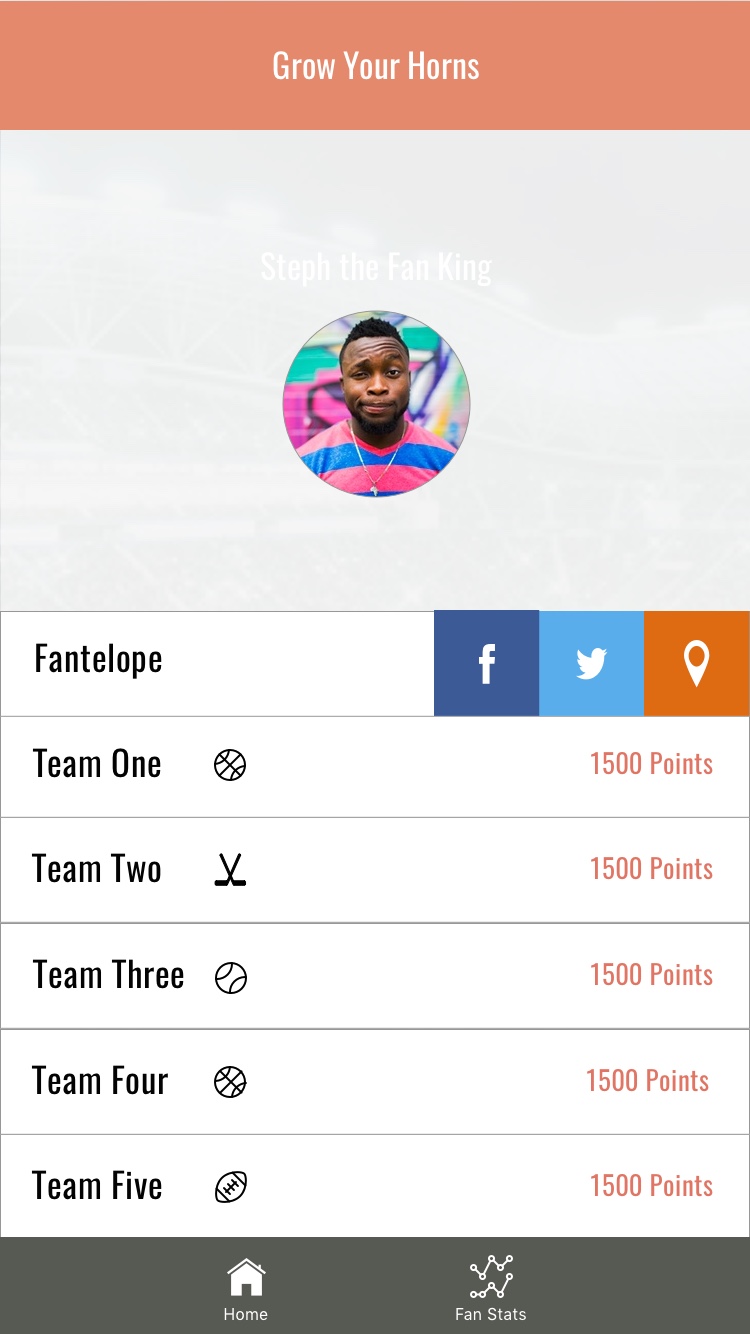 Grow Your Horns
Steph the Fan King
Fantelope
Team One 1500 Points
Team Two 1500 Points
Team Three 1500 Points
Team Four 1500 Points
Team Five 1500 Points
Home Fan Stats